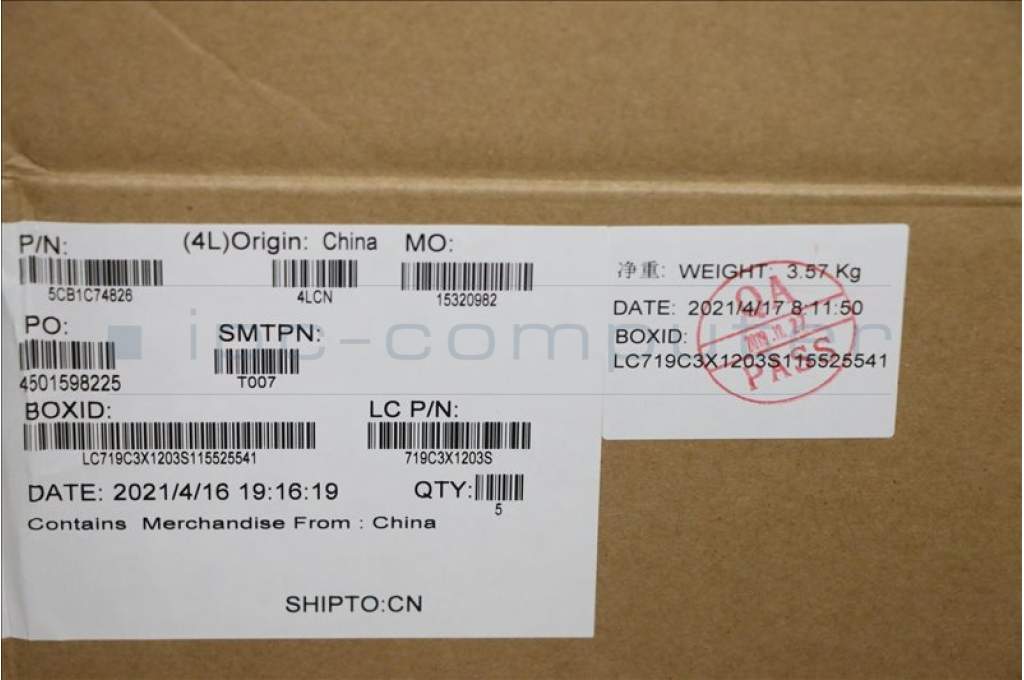 P/N: (4L)Origin: China MO:
5CB1C74826 4LCN 15320982
PO: SMTPN:
4501598225 T007
BOXID: LC P/N:
LC719C3X1203S115525541 719C3X1203S
DATE: 2021/4/16 19:16:19 QTY:
5
Contains Merchandise From : China
SHIPTO:CN
净重: WEIGHT: 3.57 Kg
DATE: 2021/4/17 8:11:50
BOXID:
LC719C3X1203S115525541
QA
PASS
ipc-computer